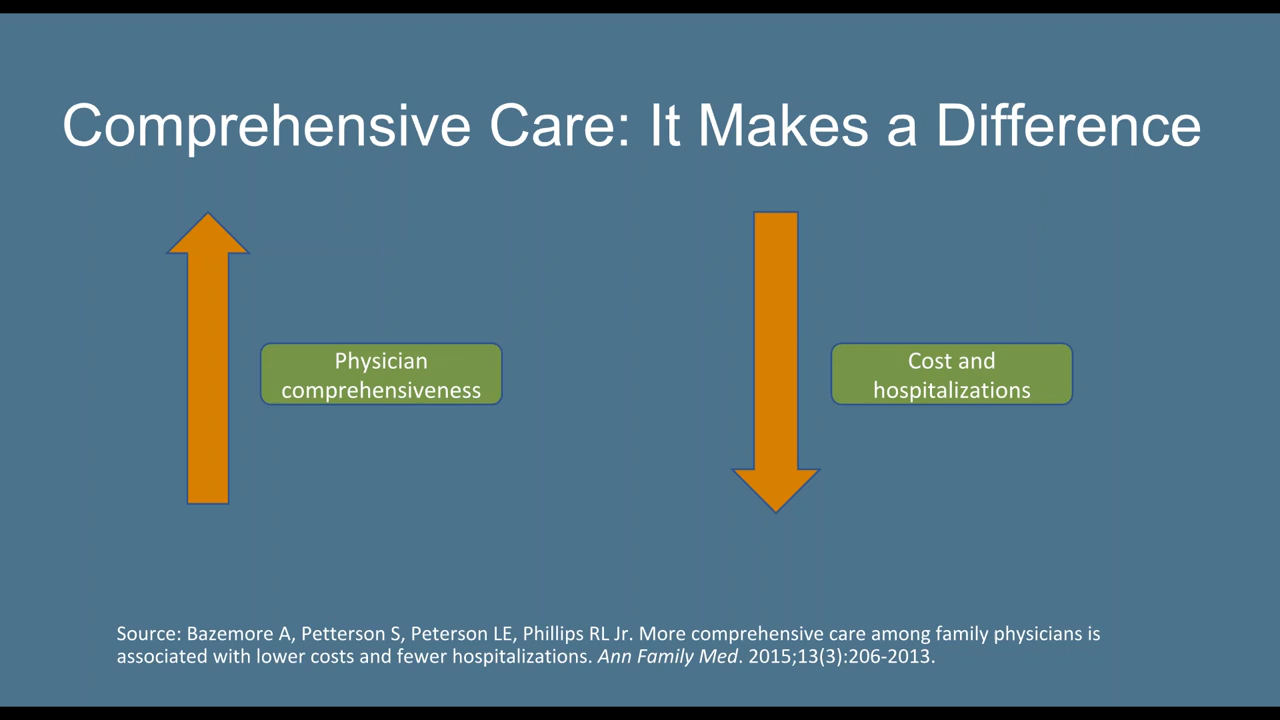 Comprehensive Care: It Makes a Difference
Physician
comprehensiveness
Cost and
hospitalizations
Source: Bazemore A, Petterson S, Peterson LE, Phillips RL Jr. More comprehensive care among family physicians is
associated with lower costs and fewer hospitalizations. Ann Family Med. 2015;13(3):206-2013.